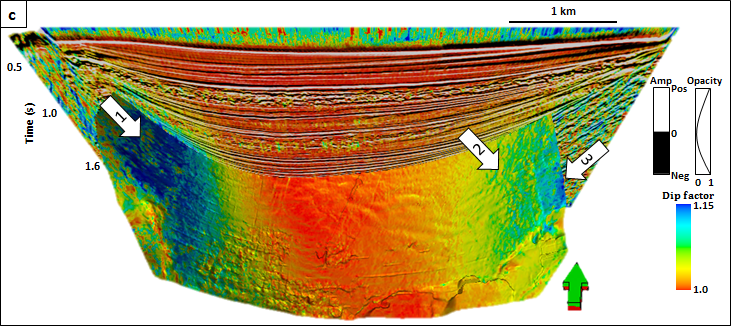 c
1 km
0.5
1.0
1.6
Time (s)
1
2
3
Amp
Opacity
Pos
0
Neg
0 1
Dip factor
1.15
1.0